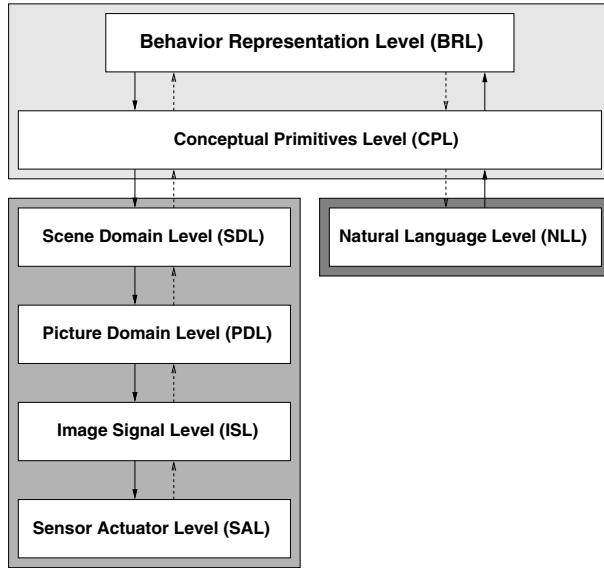 Behavior Representation Level (BRL)
Conceptual Primitives Level (CPL)
Scene Domain Level (SDL)
Natural Language Level (NLL)
Picture Domain Level (PDL)
Image Signal Level (ISL)
Sensor Actuator Level (SAL)